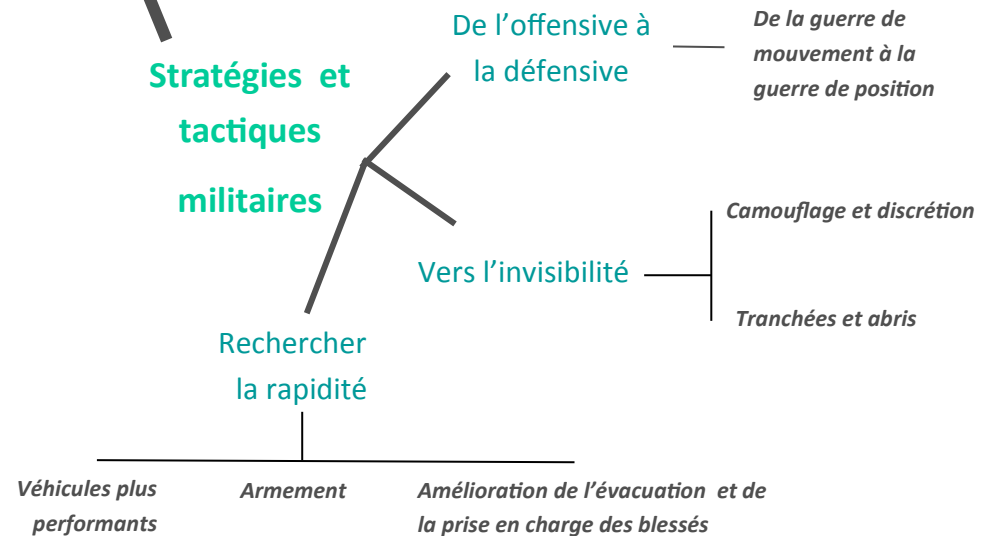 Stratégies et
tactiques
militaires
De l’offensive à
la défensive
De la guerre de
mouvement à la
guerre de position
Vers l’invisibilité
Camouflage et discrétion
Tranchées et abris
Rechercher
la rapidité
Véhicules plus
performants
Armement
Amélioration de l’évacuation et de
la prise en charge des blessés